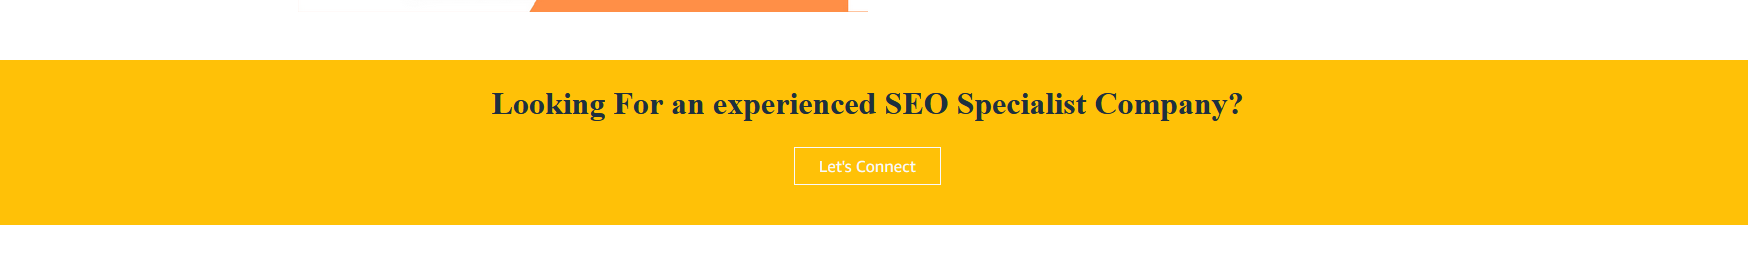 Looking For an experienced SEO Specialist Company?
Let's Connect